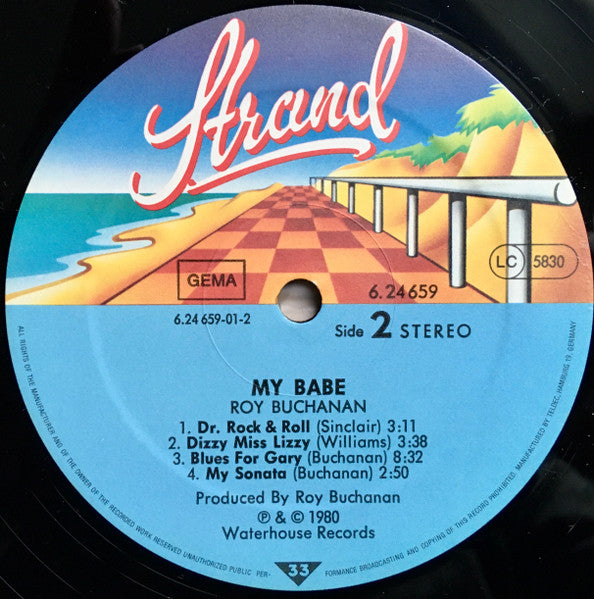 Strand
GEMA
6.24 659
LC 5830
6.24 659-01-2
Side 2 STEREO
MY BABE
ROY BUCHANAN
1. Dr. Rock & Roll (Sinclair) 3:11
2. Dizzy Miss Lizzy (Williams) 3:38
3. Blues For Gary (Buchanan) 8:32
4. My Sonata (Buchanan) 2:50
Produced By Roy Buchanan
℗ & © 1980
Waterhouse Records
33
ALL RIGHTS OF THE MANUFACTURER AND OF THE OWNER OF THE RECORDED WORK RESERVED. UNAUTHORIZED PUBLIC PER-FORMANCE BROADCASTING AND COPYING OF THIS RECORD PROHIBITED. MANUFACTURED BY TELDEC, HAMBURG 19, GERMANY